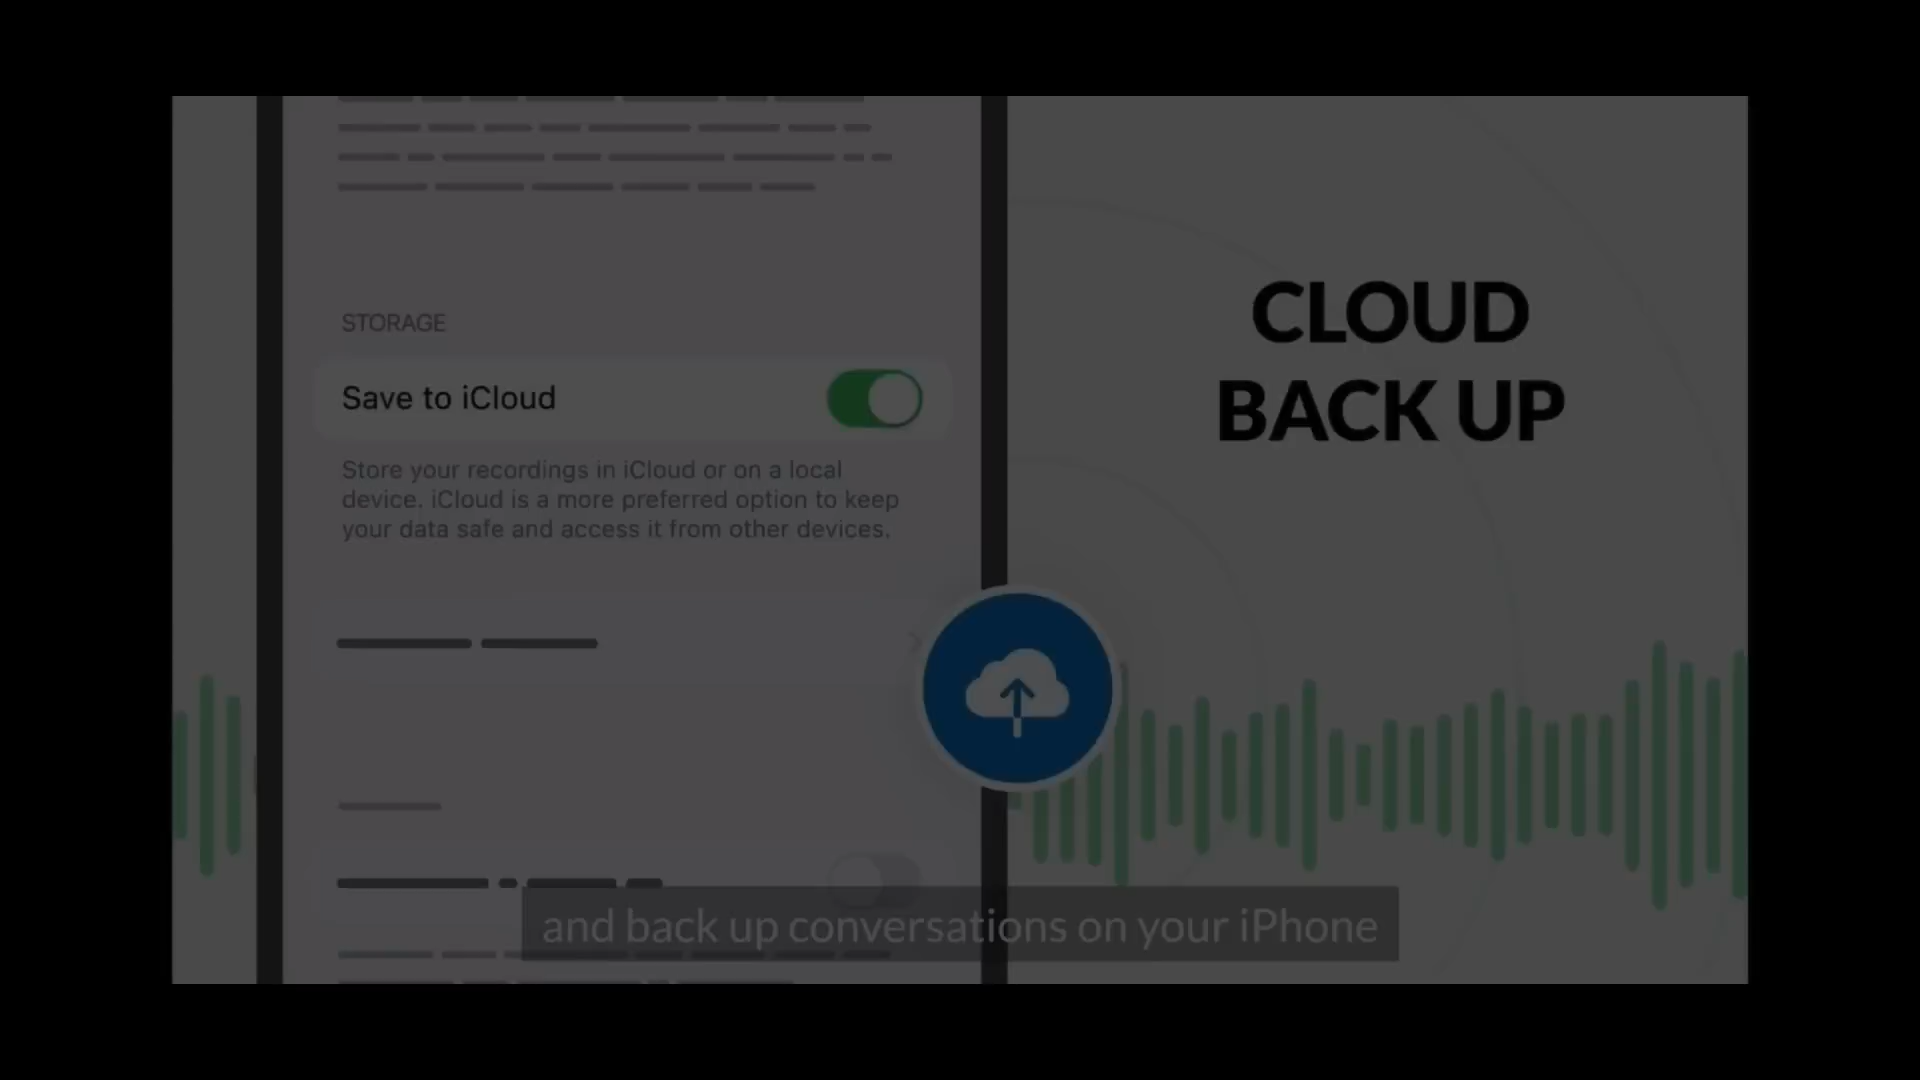 STORAGE
Save to iCloud
Store your recordings in iCloud or on a local
device. iCloud is a more preferred option to keep
your data safe and access it from other devices.
CLOUD
BACK UP
and back up conversations on your iPhone